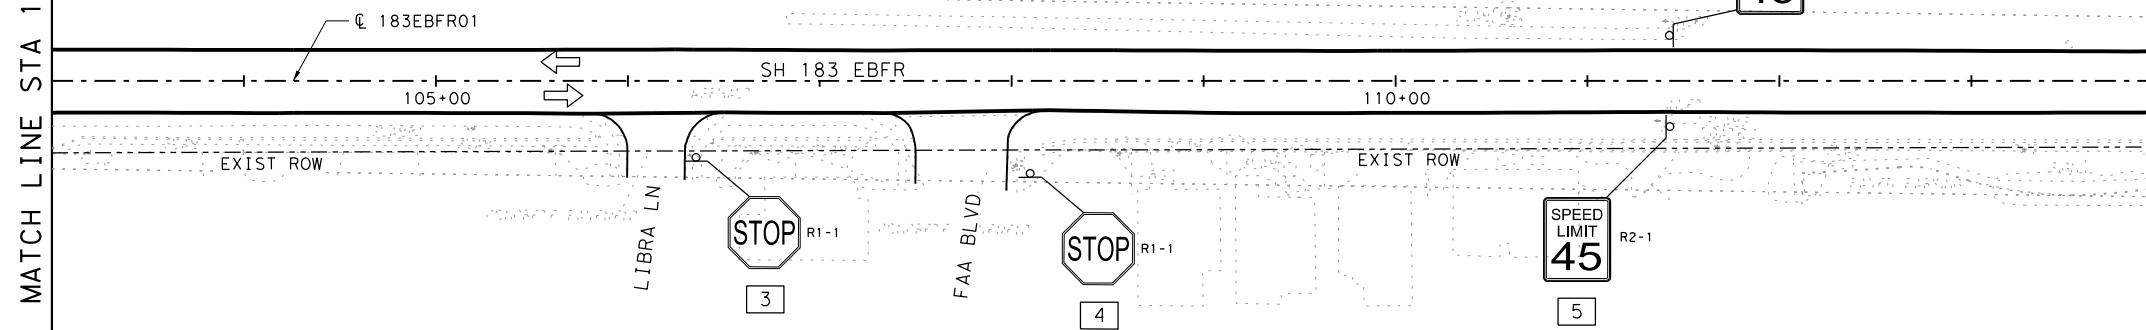 MATCH LINE STA 1
℄ 183EBFR01
SH 183 EBFR
105+00
110+00
EXIST ROW
EXIST ROW
LIBRA LN
STOP
R1-1
3
FAA BLVD
STOP
R1-1
4
SPEED
LIMIT
45
R2-1
5